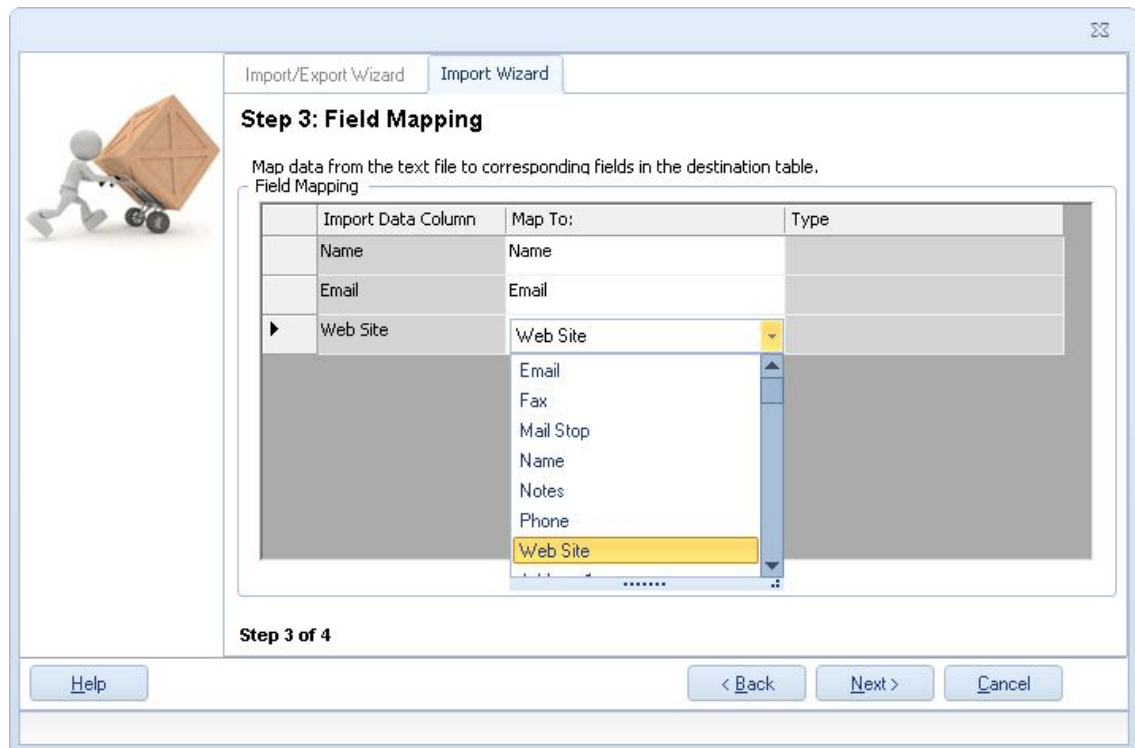 Import/Export Wizard Import Wizard
Step 3: Field Mapping
Map data from the text file to corresponding fields in the destination table.
Field Mapping
Import Data Column Map To: Type
Name Name
Email Email
Web Site Web Site
Email
Fax
Mail Stop
Name
Notes
Phone
Web Site
Step 3 of 4
Help < Back Next > Cancel